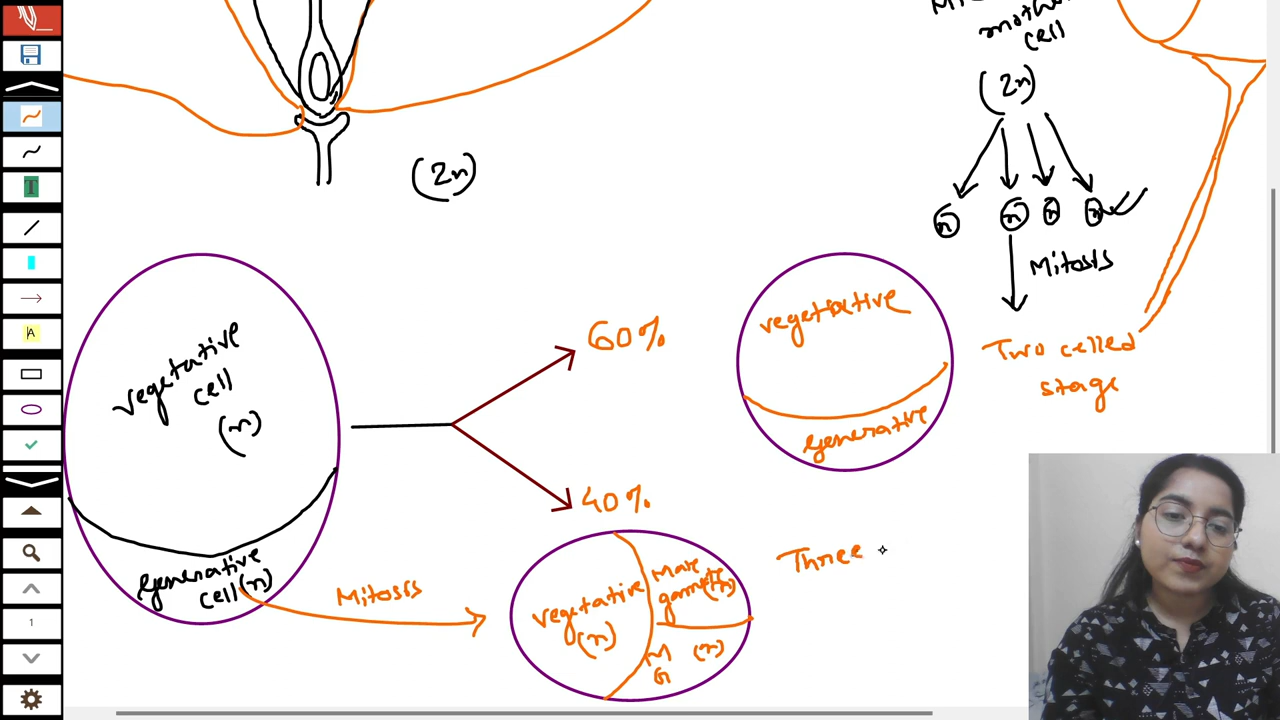 mother
cell
(2n)
(2n)
n n n n
Mitosis
Two celled
stage
vegetative
cell
(n)
generative
cell(n)
Mitosis
60%
40%
vegetative
generative
vegetative
(n)
Male
gamete(n)
M (n)
G
Three
T
A
1